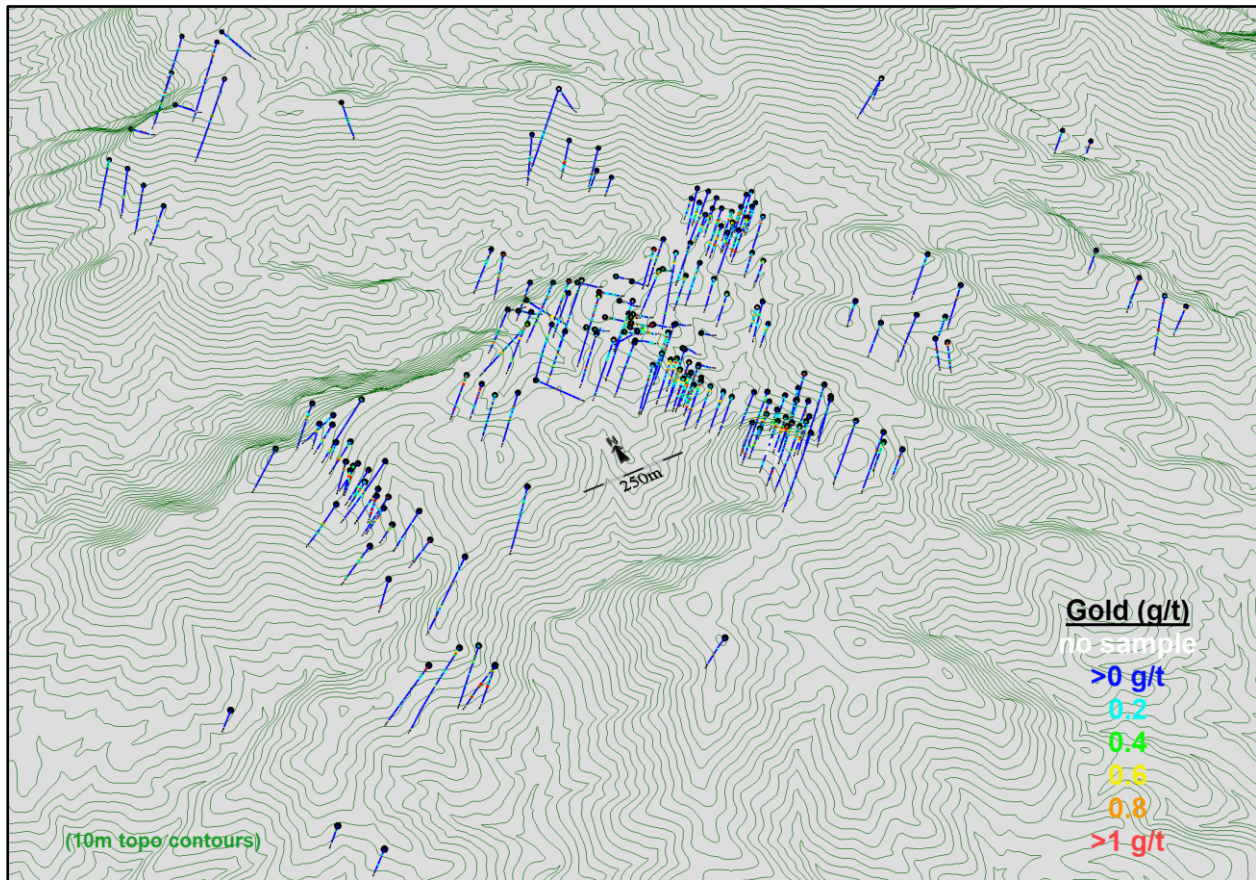 N
250m
Gold (g/t)
no sample
>0 g/t
0.2
0.4
0.6
0.8
>1 g/t
(10m topo contours)